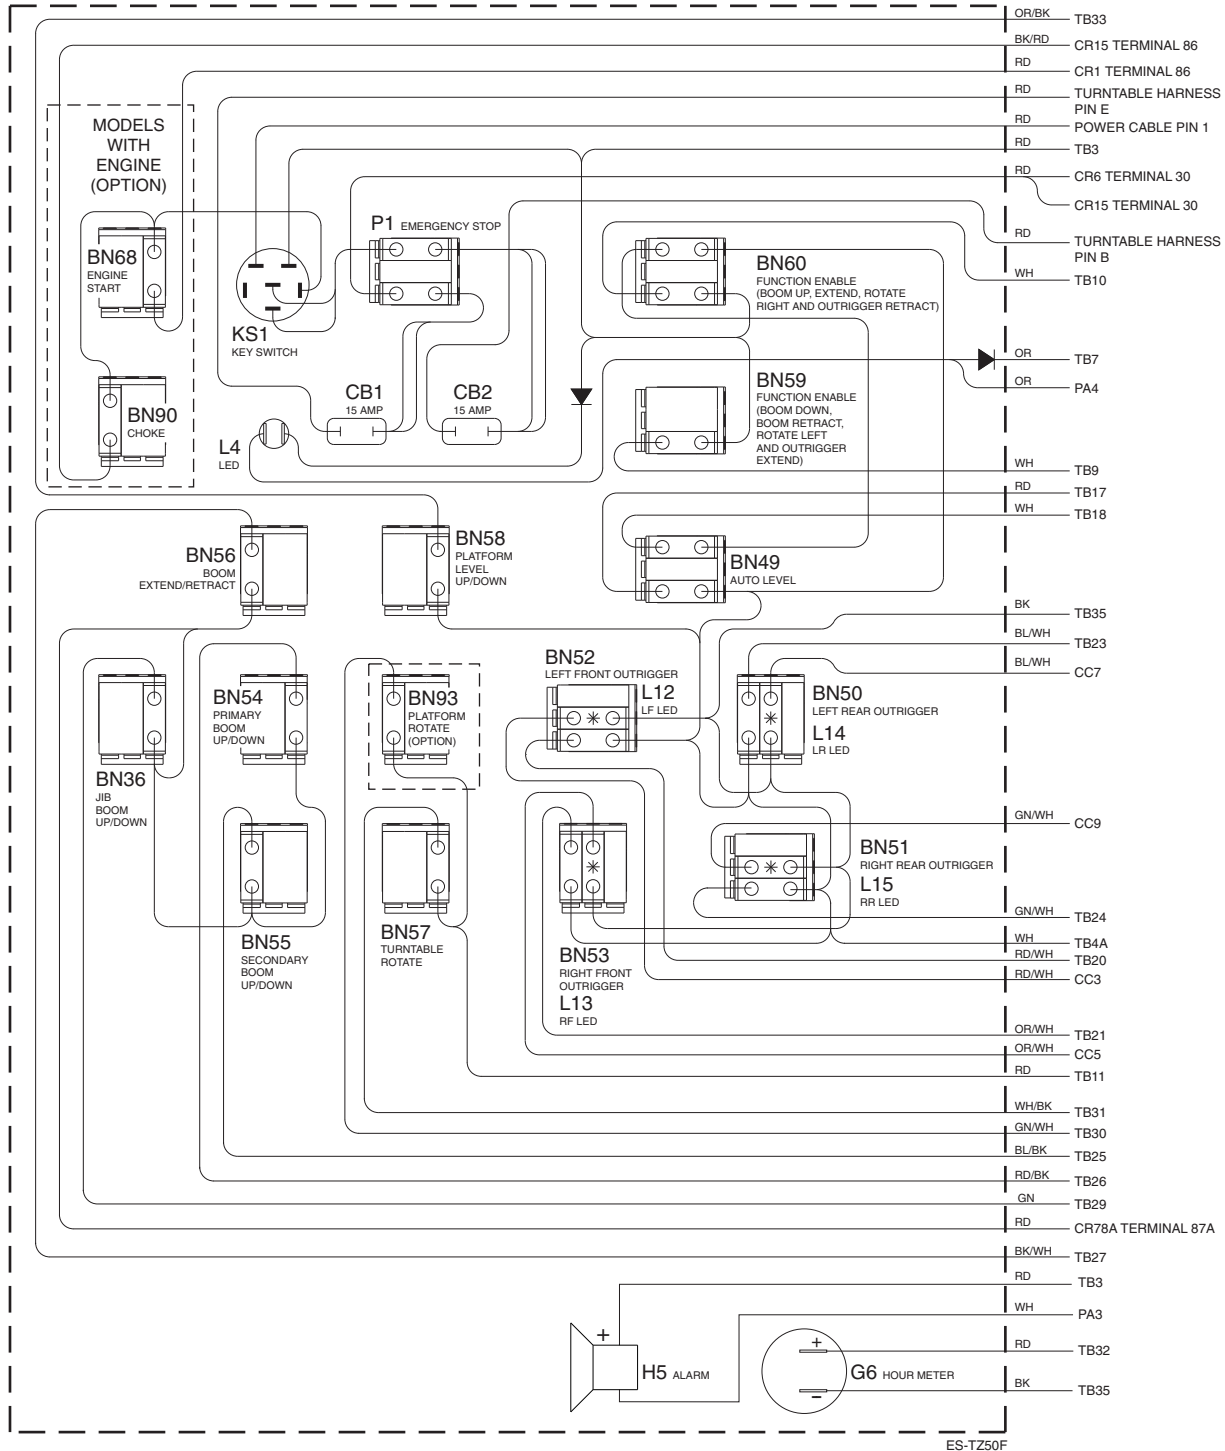 OR/BK
TB33
BK/RD
CR15 TERMINAL 86
RD
CR1 TERMINAL 86
RD
TURNTABLE HARNESS
PIN E
RD
POWER CABLE PIN 1
RD
TB3
RD
CR6 TERMINAL 30
CR15 TERMINAL 30
RD
TURNTABLE HARNESS
PIN B
WH
TB10
OR
TB7
OR
PA4
WH
TB9
RD
TB17
WH
TB18
BK
TB35
BL/WH
TB23
BL/WH
CC7
GN/WH
CC9
GN/WH
TB24
WH
TB4A
RD/WH
TB20
RD/WH
CC3
OR/WH
TB21
OR/WH
CC5
RD
TB11
WH/BK
TB31
GN/WH
TB30
BL/BK
TB25
RD/BK
TB26
GN
TB29
RD
CR78A TERMINAL 87A
BK/WH
TB27
RD
TB3
WH
PA3
RD
TB32
BK
TB35
MODELS
WITH
ENGINE
(OPTION)
BN68
ENGINE
START
BN90
CHOKE
KS1
KEY SWITCH
P1 EMERGENCY STOP
CB1
15 AMP
CB2
15 AMP
L4
LED
BN60
FUNCTION ENABLE
(BOOM UP, EXTEND, ROTATE
RIGHT AND OUTRIGGER RETRACT)
BN59
FUNCTION ENABLE
(BOOM DOWN,
BOOM RETRACT,
ROTATE LEFT
AND OUTRIGGER
EXTEND)
BN56
BOOM
EXTEND/RETRACT
BN58
PLATFORM
LEVEL
UP/DOWN
BN49
AUTO LEVEL
BN36
JIB
BOOM
UP/DOWN
BN54
PRIMARY
BOOM
UP/DOWN
BN93
PLATFORM
ROTATE
(OPTION)
BN52
LEFT FRONT OUTRIGGER
L12
LF LED
BN50
LEFT REAR OUTRIGGER
L14
LR LED
BN55
SECONDARY
BOOM
UP/DOWN
BN57
TURNTABLE
ROTATE
BN53
RIGHT FRONT
OUTRIGGER
L13
RF LED
BN51
RIGHT REAR OUTRIGGER
L15
RR LED
+
H5 ALARM
+
–
G6 HOUR METER
ES-TZ50F